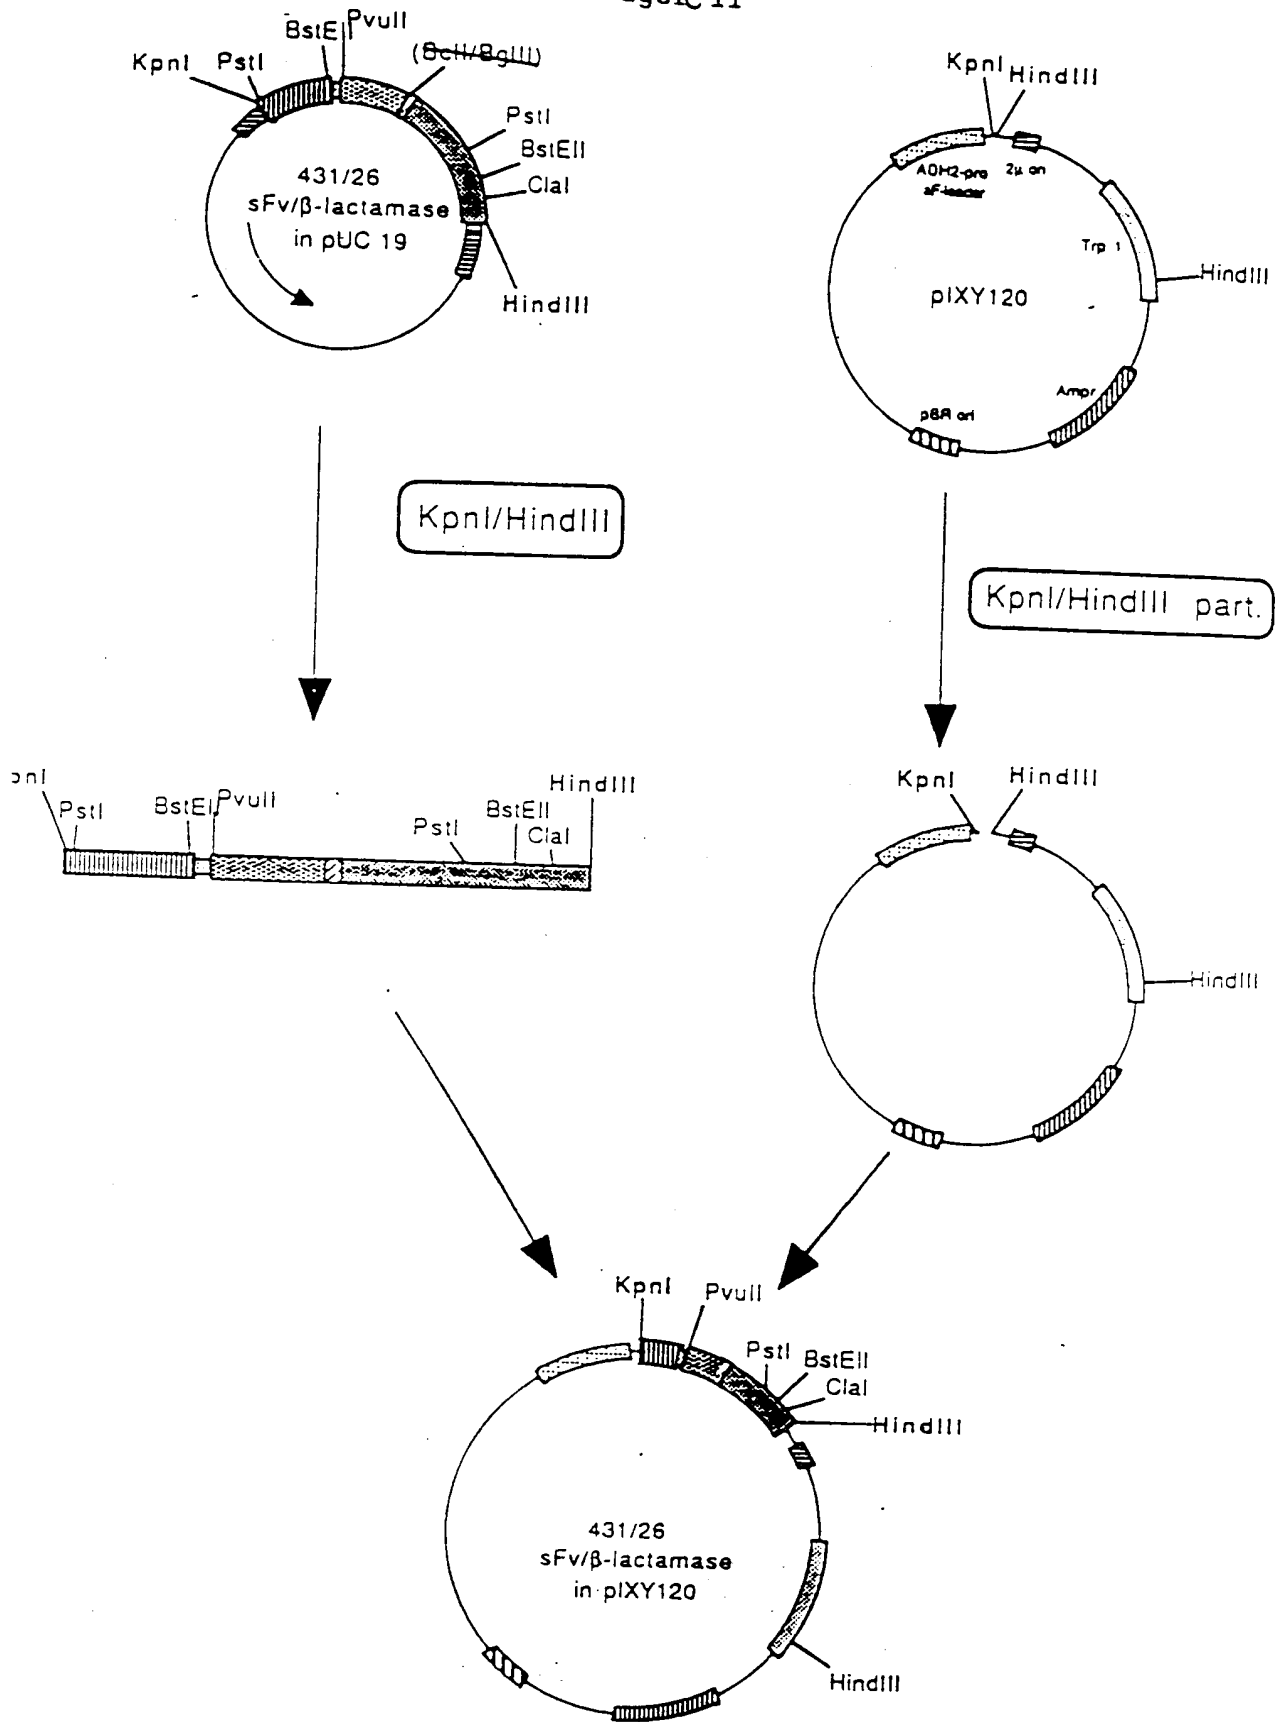 PvuII
BstE
(BclI/BglII)
KpnI
PstI
PstI
BstEII
ClaI
431/26
sFv/β-lactamase
in pUC 19
HindIII
KpnI
HindIII
ADH2-pro
αF-leader
2μ ori
Trp 1
HindIII
pIXY120
Ampr
pBR ori
KpnI/HindIII
KpnI/HindIII part.
pnI
PstI
BstEII
PvuII
PstI
BstEII
ClaI
HindIII
KpnI
HindIII
HindIII
KpnI
PvuII
PstI
BstEII
ClaI
HindIII
431/26
sFv/β-lactamase
in pIXY120
HindIII